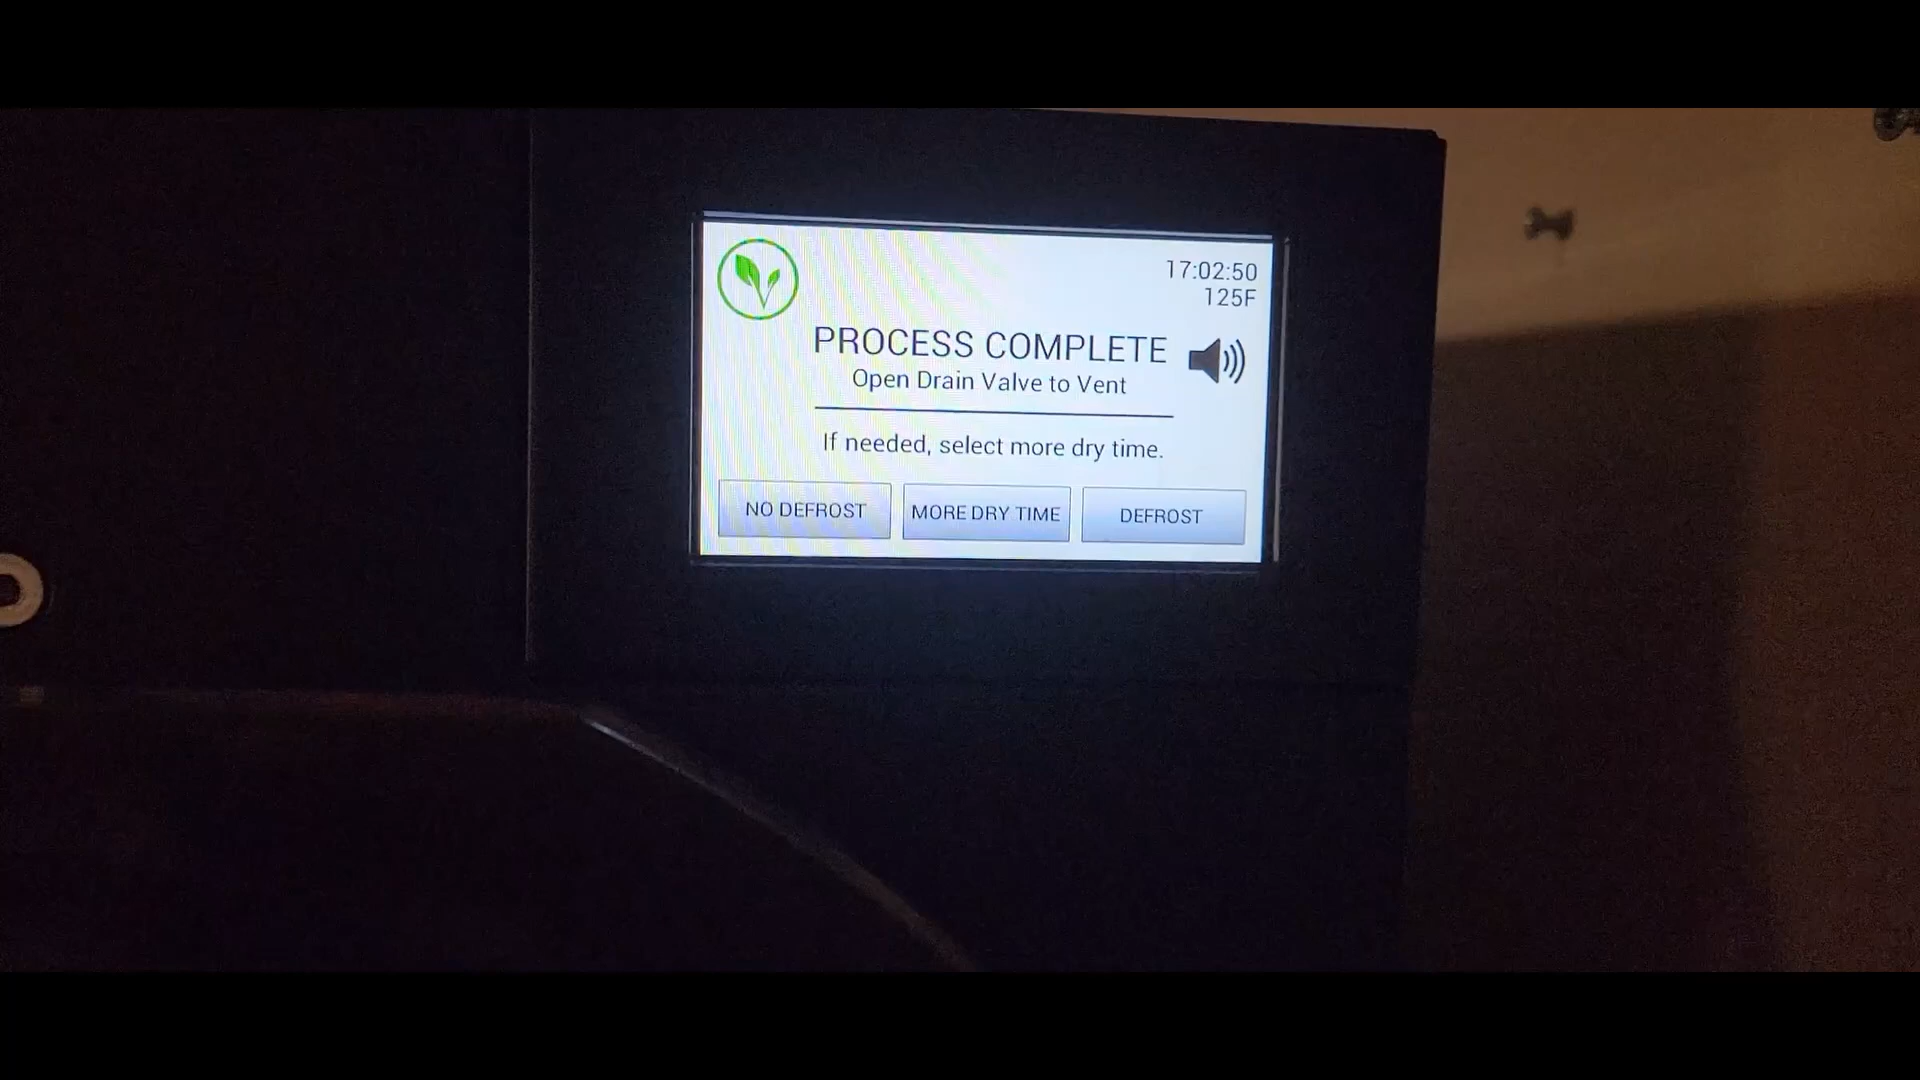 17:02:50
125F
PROCESS COMPLETE
Open Drain Valve to Vent
If needed, select more dry time.
NO DEFROST
MORE DRY TIME
DEFROST